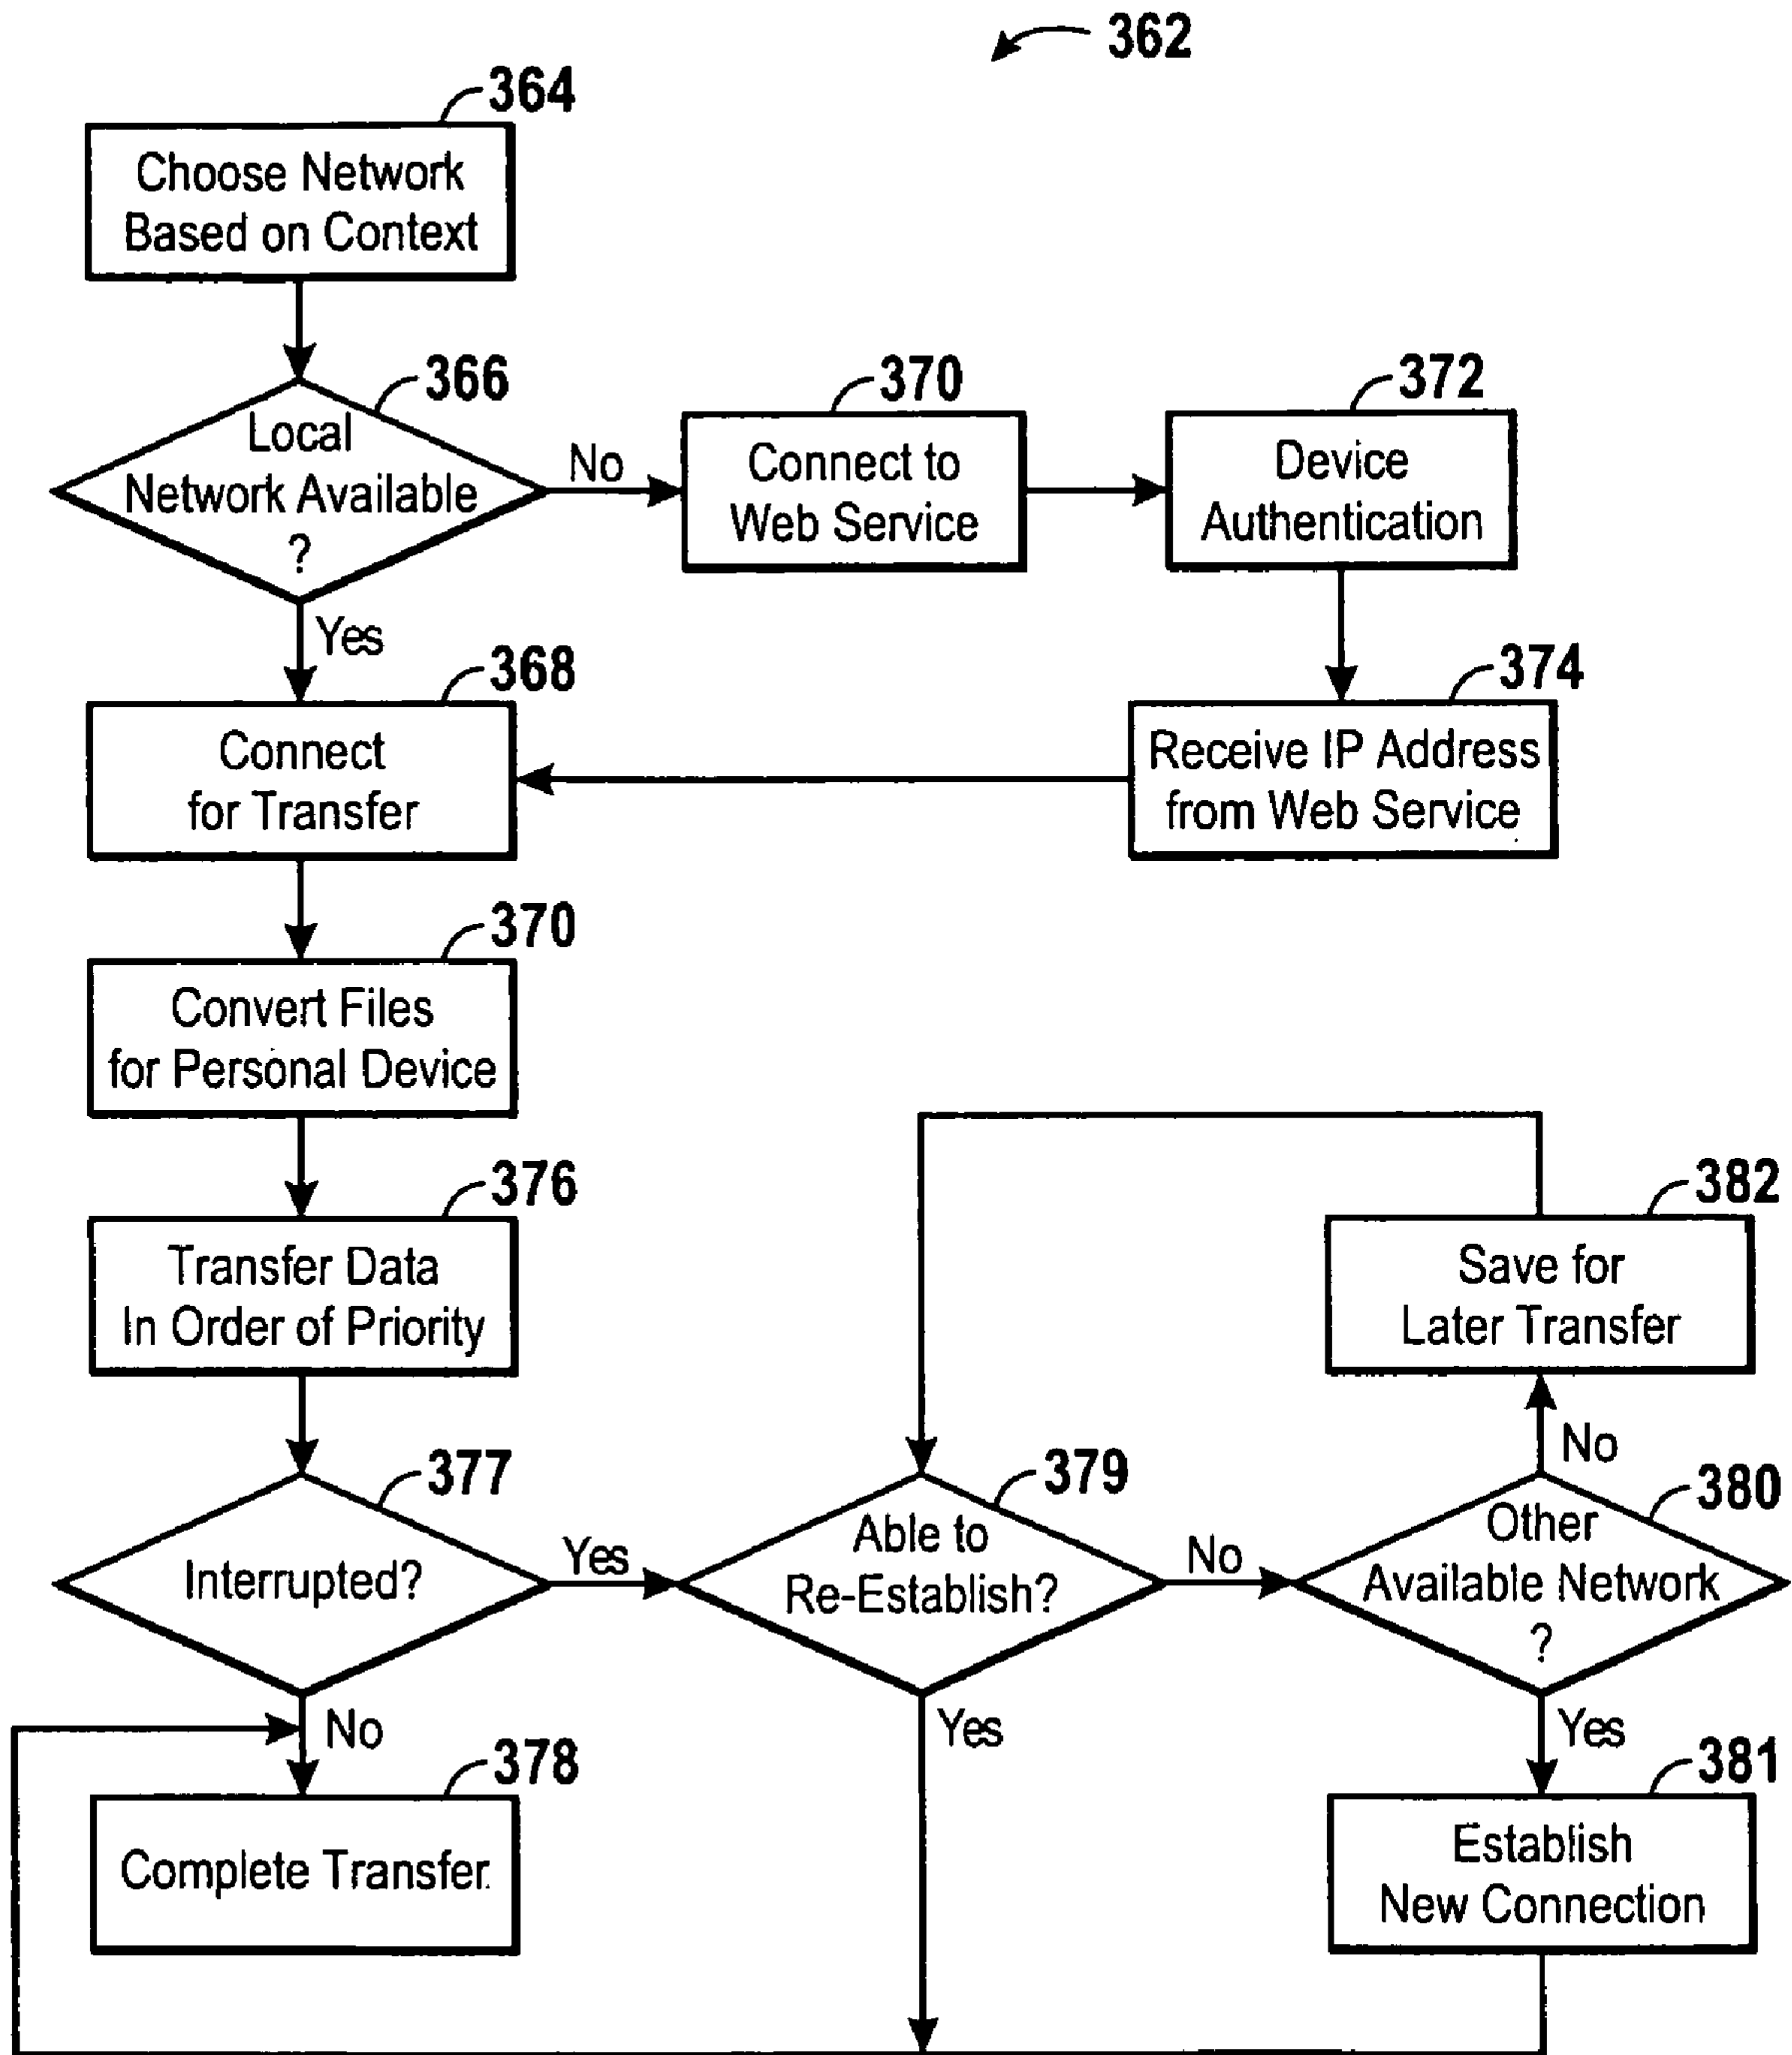 362
364
Choose Network
Based on Context
366
Local
Network Available
?
No
370
Connect to
Web Service
372
Device
Authentication
Yes
374
Receive IP Address
from Web Service
368
Connect
for Transfer
370
Convert Files
for Personal Device
376
Transfer Data
In Order of Priority
377
Interrupted?
Yes
379
Able to
Re-Establish?
No
380
Other
Available Network
?
No
382
Save for
Later Transfer
Yes
381
Establish
New Connection
Yes
No
378
Complete Transfer